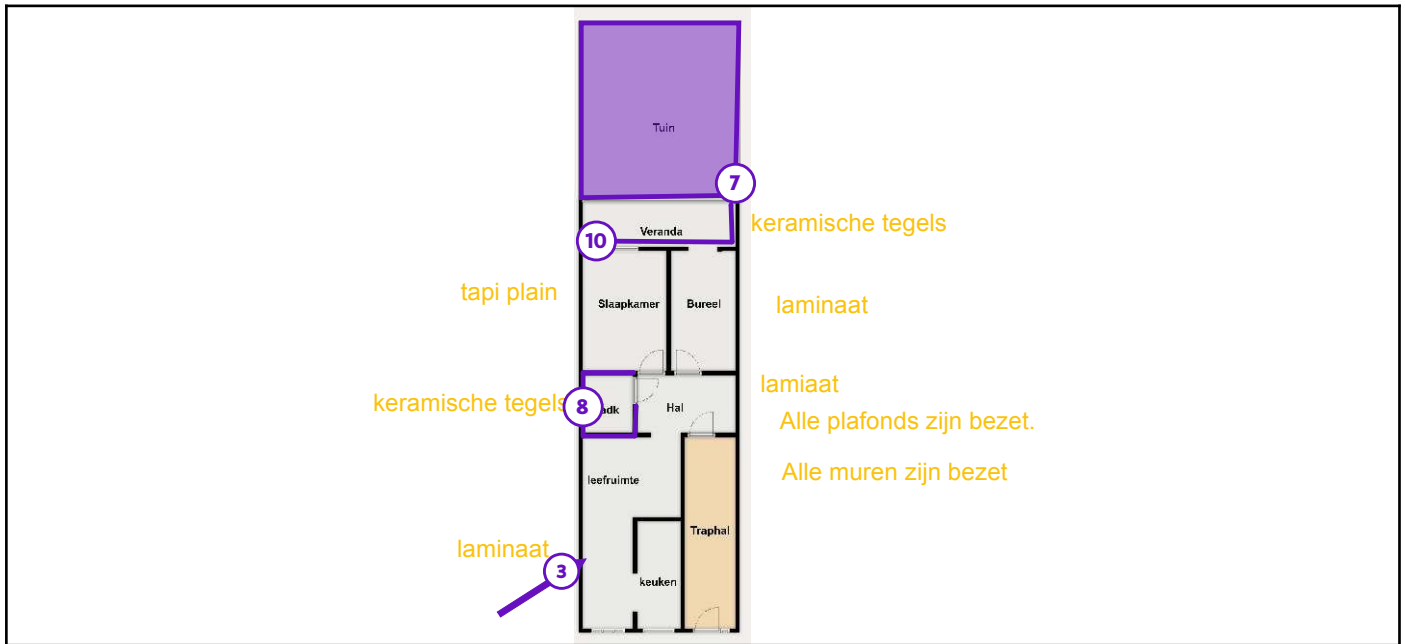 Tuin
7
keramische tegels
Veranda
10
tapi plain
Slaapkamer
Bureel
laminaat
lamiaat
keramische tegels
8
adk
Hal
Alle plafonds zijn bezet.
leefruimte
Alle muren zijn bezet
Traphal
laminaat
3
keuken